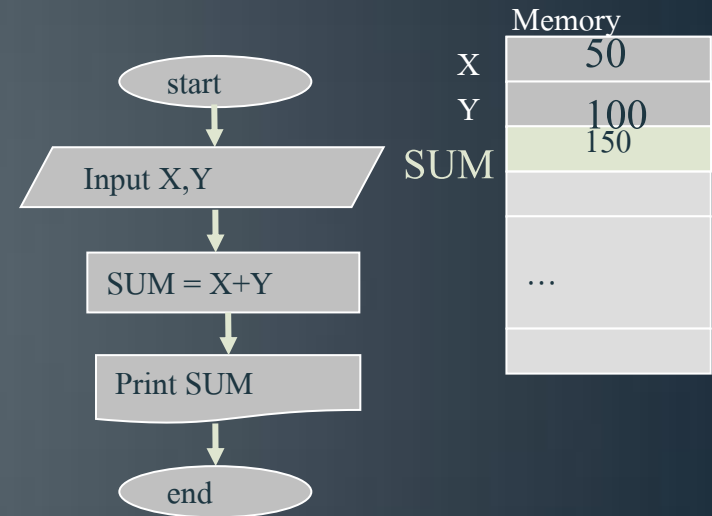 start
Input X,Y
SUM = X+Y
Print SUM
end
Memory
X 50
Y 100
SUM 150
…